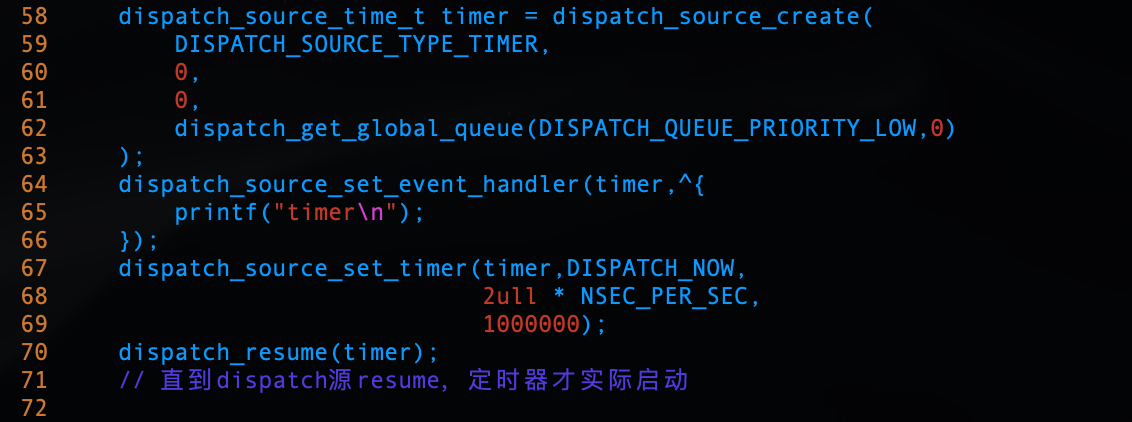 58 dispatch_source_time_t timer = dispatch_source_create(
59 DISPATCH_SOURCE_TYPE_TIMER,
60 0,
61 0,
62 dispatch_get_global_queue(DISPATCH_QUEUE_PRIORITY_LOW,0)
63 );
64 dispatch_source_set_event_handler(timer,^{
65 printf("timer\n");
66 });
67 dispatch_source_set_timer(timer,DISPATCH_NOW,
68 2ull * NSEC_PER_SEC,
69 1000000);
70 dispatch_resume(timer);
71 // 直到dispatch源resume, 定时器才实际启动
72